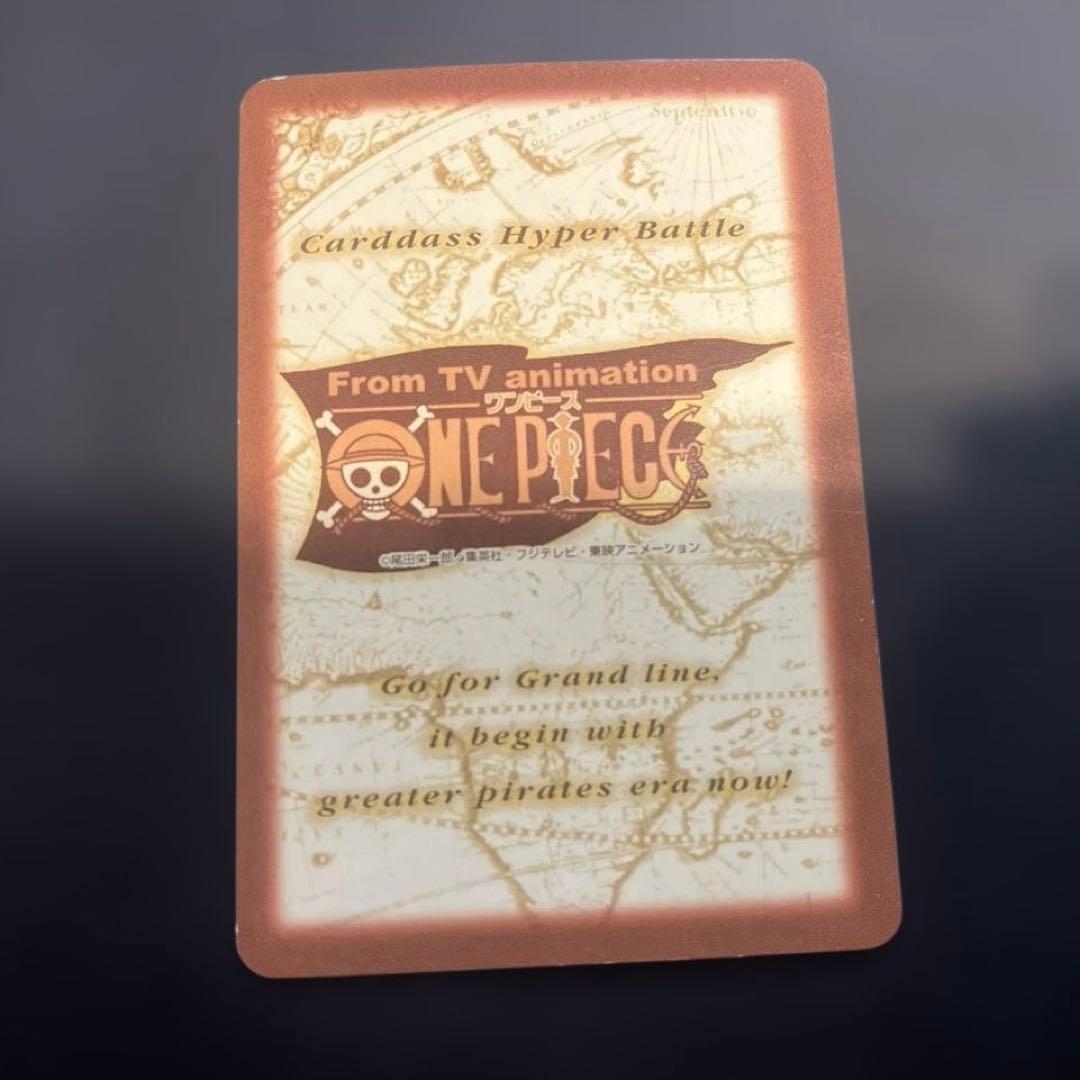 Septentrio
Carddass Hyper Battle
From TV animation
ワンピース
ONE PIECE
©尾田栄一郎・集英社・フジテレビ・東映アニメーション
Go for Grand line,
it begin with
greater pirates era now!